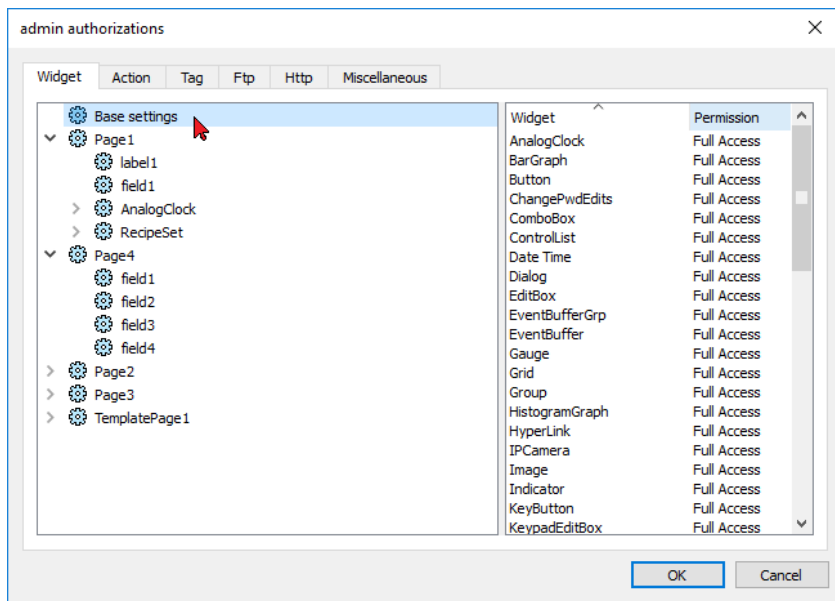 admin authorizations
Widget Action Tag Ftp Http Miscellaneous
Base settings
Page1
label1
field1
AnalogClock
RecipeSet
Page4
field1
field2
field3
field4
Page2
Page3
TemplatePage1
Widget Permission
AnalogClock Full Access
BarGraph Full Access
Button Full Access
ChangePwdEdits Full Access
ComboBox Full Access
ControlList Full Access
Date Time Full Access
Dialog Full Access
EditBox Full Access
EventBufferGrp Full Access
EventBuffer Full Access
Gauge Full Access
Grid Full Access
Group Full Access
HistogramGraph Full Access
HyperLink Full Access
IPCamera Full Access
Image Full Access
Indicator Full Access
KeyButton Full Access
KeypadEditBox Full Access
OK Cancel